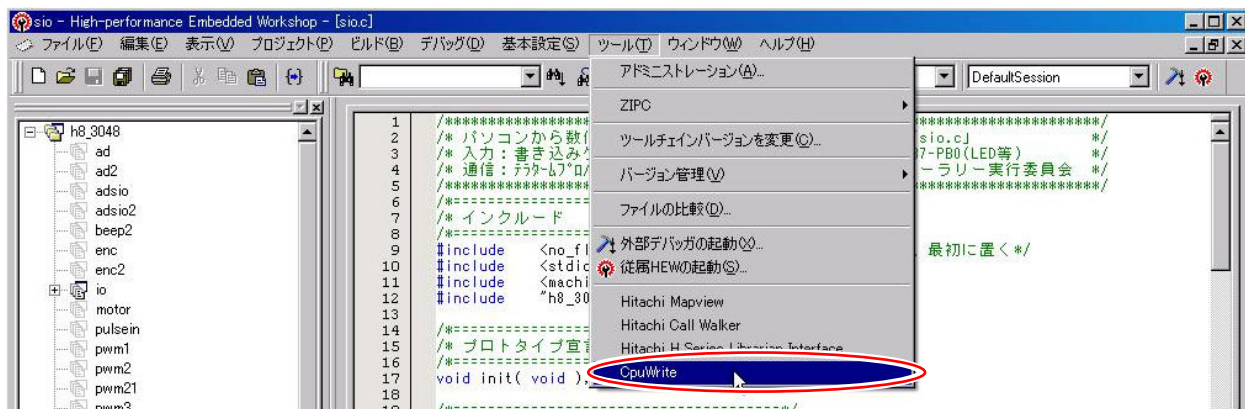 sio - High-performance Embedded Workshop - [sio.c]
ファイル(F) 編集(E) 表示(V) プロジェクト(P) ビルド(B) デバッグ(D) 基本設定(S) ツール(T) ウィンドウ(W) ヘルプ(H)
DefaultSession
アドミニストレーション(A)...
ZIPC
ツールチェインバージョンを変更(C)...
バージョン管理(V)
ファイルの比較(D)...
外部デバッガの起動(X)...
従属HEWの起動(S)...
Hitachi Mapview
Hitachi Call Walker
Hitachi H Series Librarian Interface
CpuWrite
h8_3048
ad
ad2
adsio
adsio2
beep2
enc
enc2
io
motor
pulsein
pwm1
pwm2
pwm21
pwm3
1 /********************
2 /* パソコンから数値 sio.c」 */
3 /* 入力：書き込み 7-PB0(LED等) */
4 /* 通信：ﾃﾗﾀｰﾑﾌﾟﾛ ーラリー実行委員会 */
5 /********************
6 /*====================
7 /* インクルード
8 /*====================
9 #include <no_fl 最初に置く*/
10 #include <stdio
11 #include <machi
12 #include "h8_30
13
14 /*====================
15 /* プロトタイプ宣言
16 /*====================
17 void init( void );
18
19 /*======================================*/